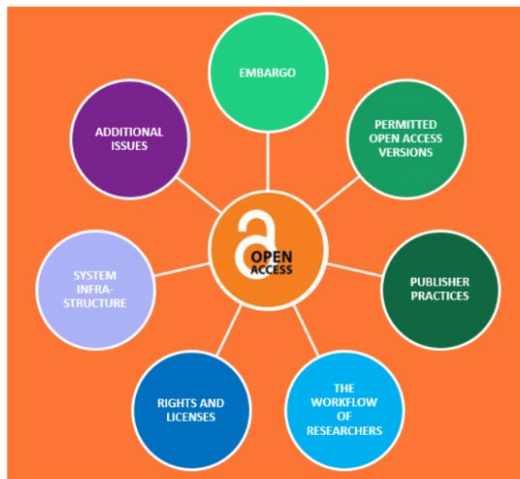 EMBARGO
PERMITTED
OPEN ACCESS
VERSIONS
PUBLISHER
PRACTICES
THE
WORKFLOW
OF
RESEARCHERS
RIGHTS AND
LICENSES
SYSTEM
INFRA-
STRUCTURE
ADDITIONAL
ISSUES
OPEN
ACCESS